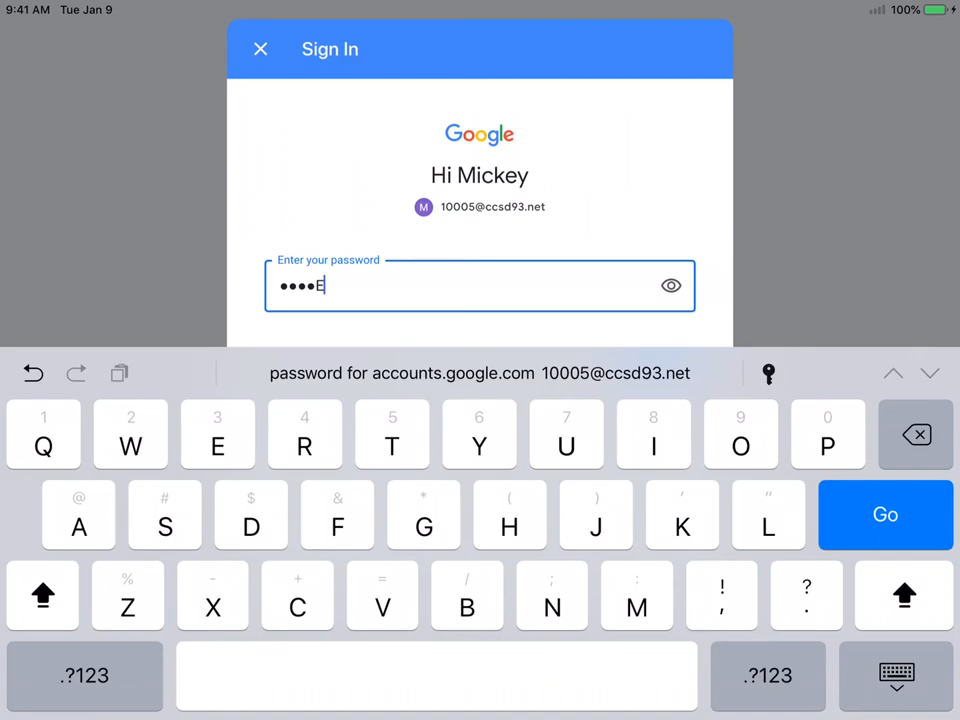 9:41 AM Tue Jan 9 100%
Sign In
Google
Hi Mickey
M 10005@ccsd93.net
Enter your password
••••E
password for accounts.google.com 10005@ccsd93.net
1 2 3 4 5 6 7 8 9 0
Q W E R T Y U I O P
@ # $ & * ( ) ' "
A S D F G H J K L Go
% - + = / ; : ! ?
Z X C V B N M , .
.?123 .?123